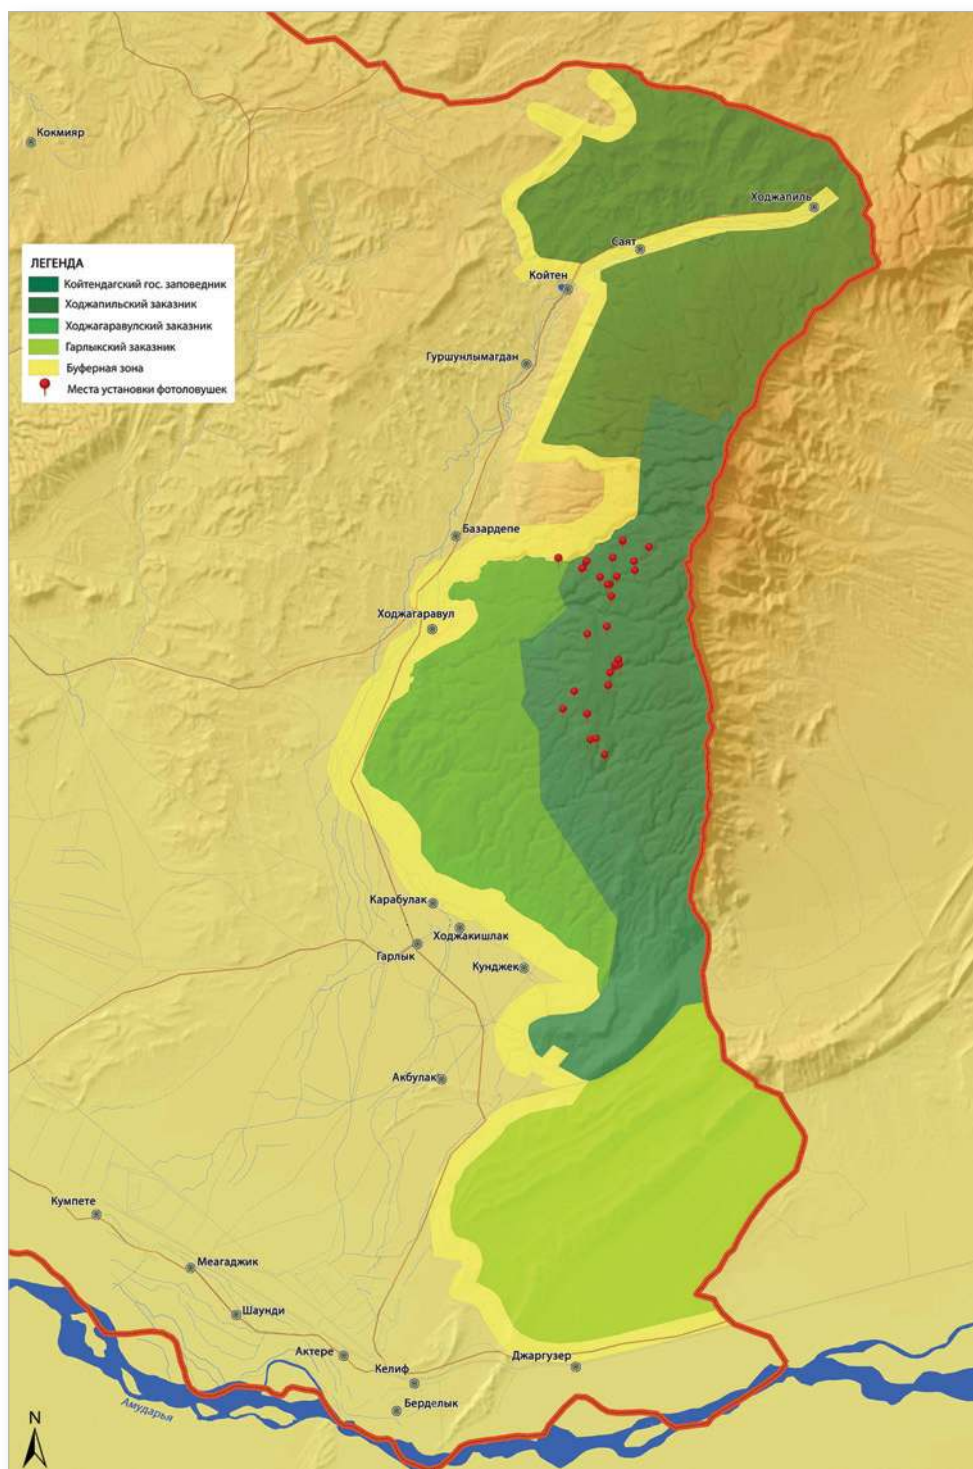 Кокмияр
Ходжапиль
Саят
Койтен
ЛЕГЕНДА
Койтендагский гос. заповедник
Ходжапильский заказник
Ходжагаравулский заказник
Гарлыкский заказник
Буферная зона
Места установки фотоловушек
Гуршунлымагдан
Базардепе
Ходжагаравул
Карабулак
Ходжакишлак
Гарлык
Кунджек
Акбулак
Кумпете
Меагаджик
Шаунди
Актере
Джаргузер
Келиф
Берделык
Амударья
N